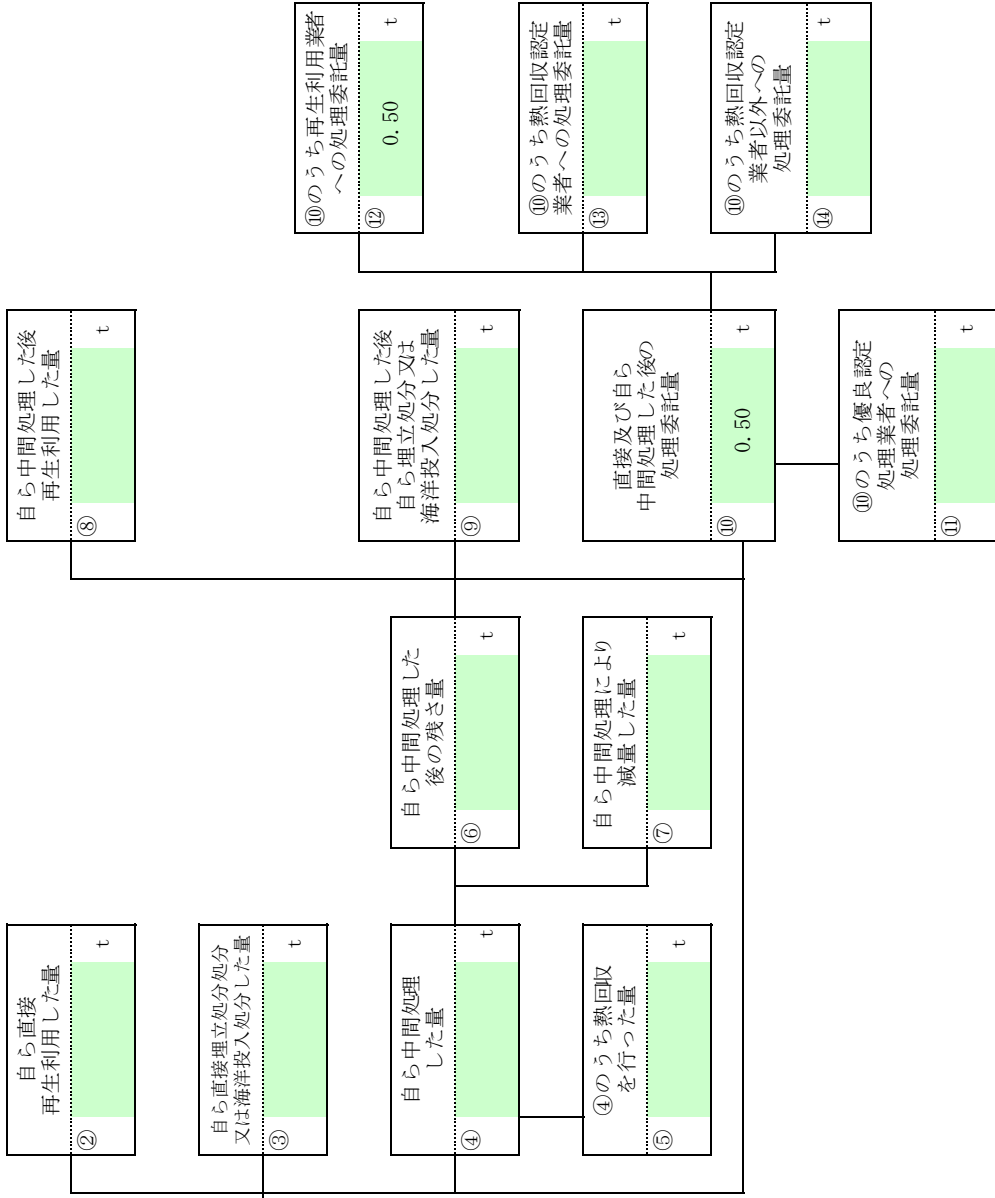 自ら直接
再生利用した量
②
t
自ら直接埋立処分処分
又は海洋投入処分した量
③
t
自ら中間処理
した量
④
t
④のうち熱回収
を行った量
⑤
t
自ら中間処理した
後の残さ量
⑥
t
自ら中間処理により
減量した量
⑦
t
自ら中間処理した後
再生利用した量
⑧
t
自ら中間処理した後
自ら埋立処分又は
海洋投入処分した量
⑨
t
直接及び自ら
中間処理した後の
処理委託量
⑩ 0.50 t
⑩のうち優良認定
処理業者への
処理委託量
⑪
t
⑩のうち再生利用業者
への処理委託量
⑫ 0.50 t
⑩のうち熱回収認定
業者への処理委託量
⑬
t
⑩のうち熱回収認定
業者以外への
処理委託量
⑭
t